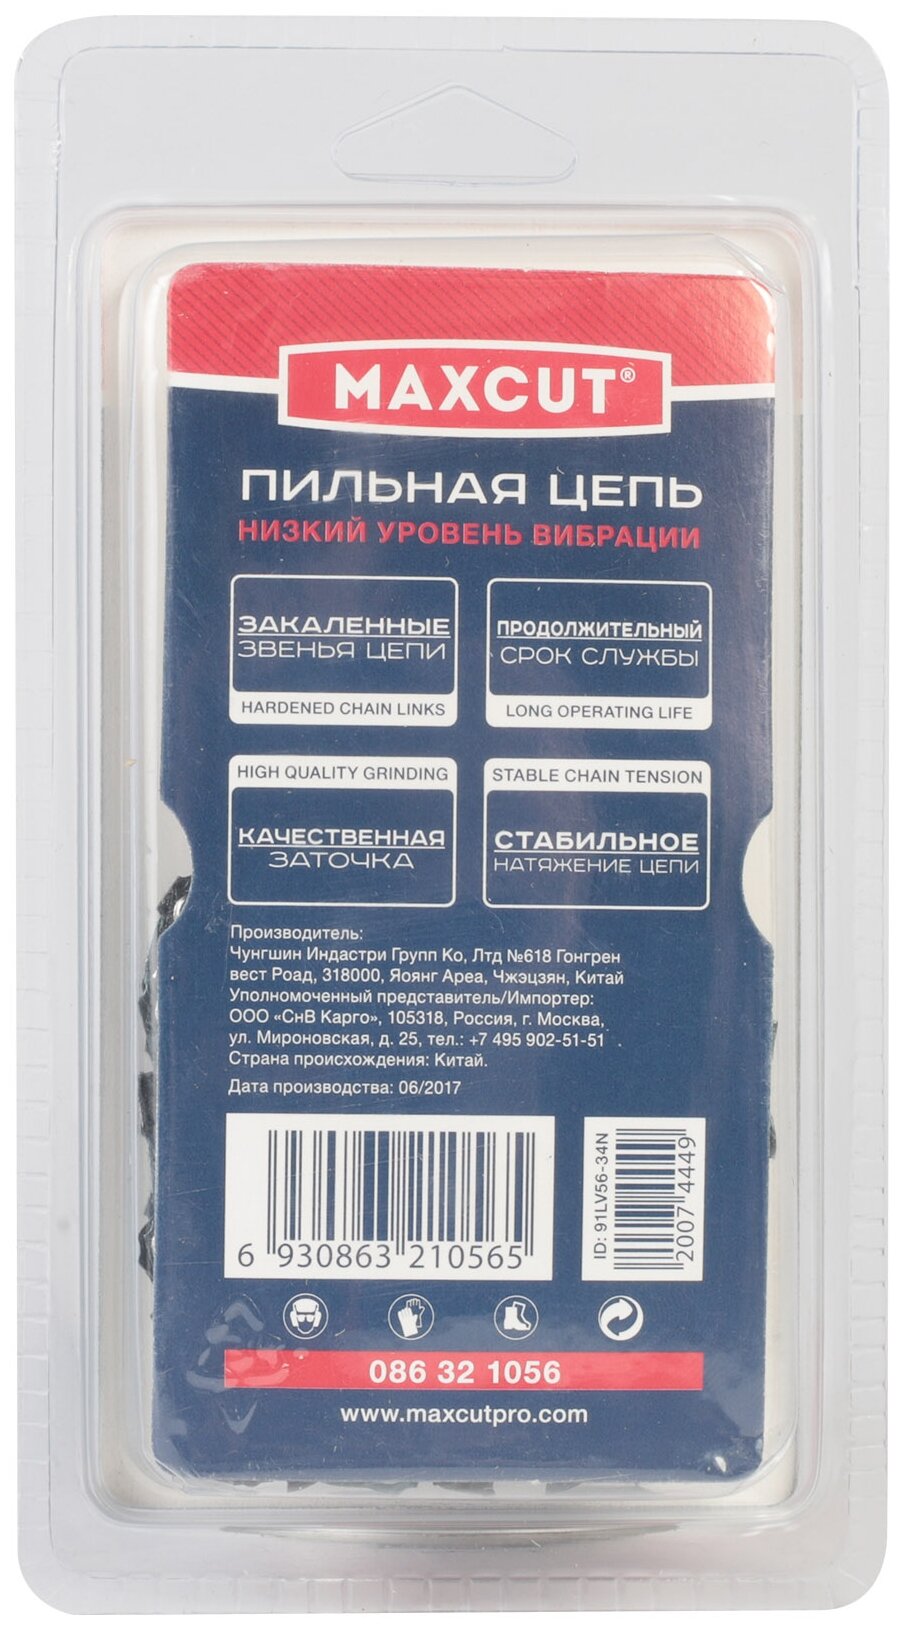 MAXCUT®
ПИЛЬНАЯ ЦЕПЬ
НИЗКИЙ УРОВЕНЬ ВИБРАЦИИ
ЗАКАЛЕННЫЕ
ЗВЕНЬЯ ЦЕПИ
HARDENED CHAIN LINKS
ПРОДОЛЖИТЕЛЬНЫЙ
СРОК СЛУЖБЫ
LONG OPERATING LIFE
HIGH QUALITY GRINDING
КАЧЕСТВЕННАЯ
ЗАТОЧКА
STABLE CHAIN TENSION
СТАБИЛЬНОЕ
НАТЯЖЕНИЕ ЦЕПИ
Производитель:
Чунгшин Индастри Групп Ко, Лтд №618 Гонгрен
вест Роад, 318000, Яоянг Ареа, Чжэцзян, Китай
Уполномоченный представитель/Импортер:
ООО «СнВ Карго», 105318, Россия, г. Москва,
ул. Мироновская, д. 25, тел.: +7 495 902-51-51
Страна происхождения: Китай.
Дата производства: 06/2017
6 930863 210565
ID: 91LV56-34N
2007 4449
086 32 1056
www.maxcutpro.com